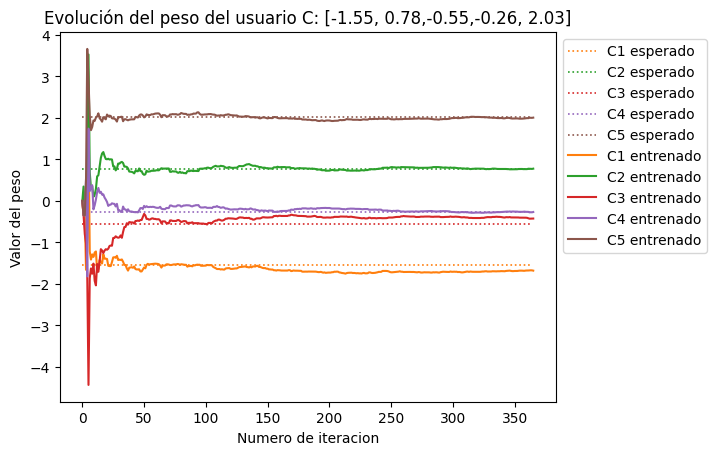 Evolución del peso del usuario C: [-1.55, 0.78,-0.55,-0.26, 2.03]
4
3
2
1
0
−1
−2
−3
−4
Valor del peso
0 50 100 150 200 250 300 350
Numero de iteracion
C1 esperado
C2 esperado
C3 esperado
C4 esperado
C5 esperado
C1 entrenado
C2 entrenado
C3 entrenado
C4 entrenado
C5 entrenado